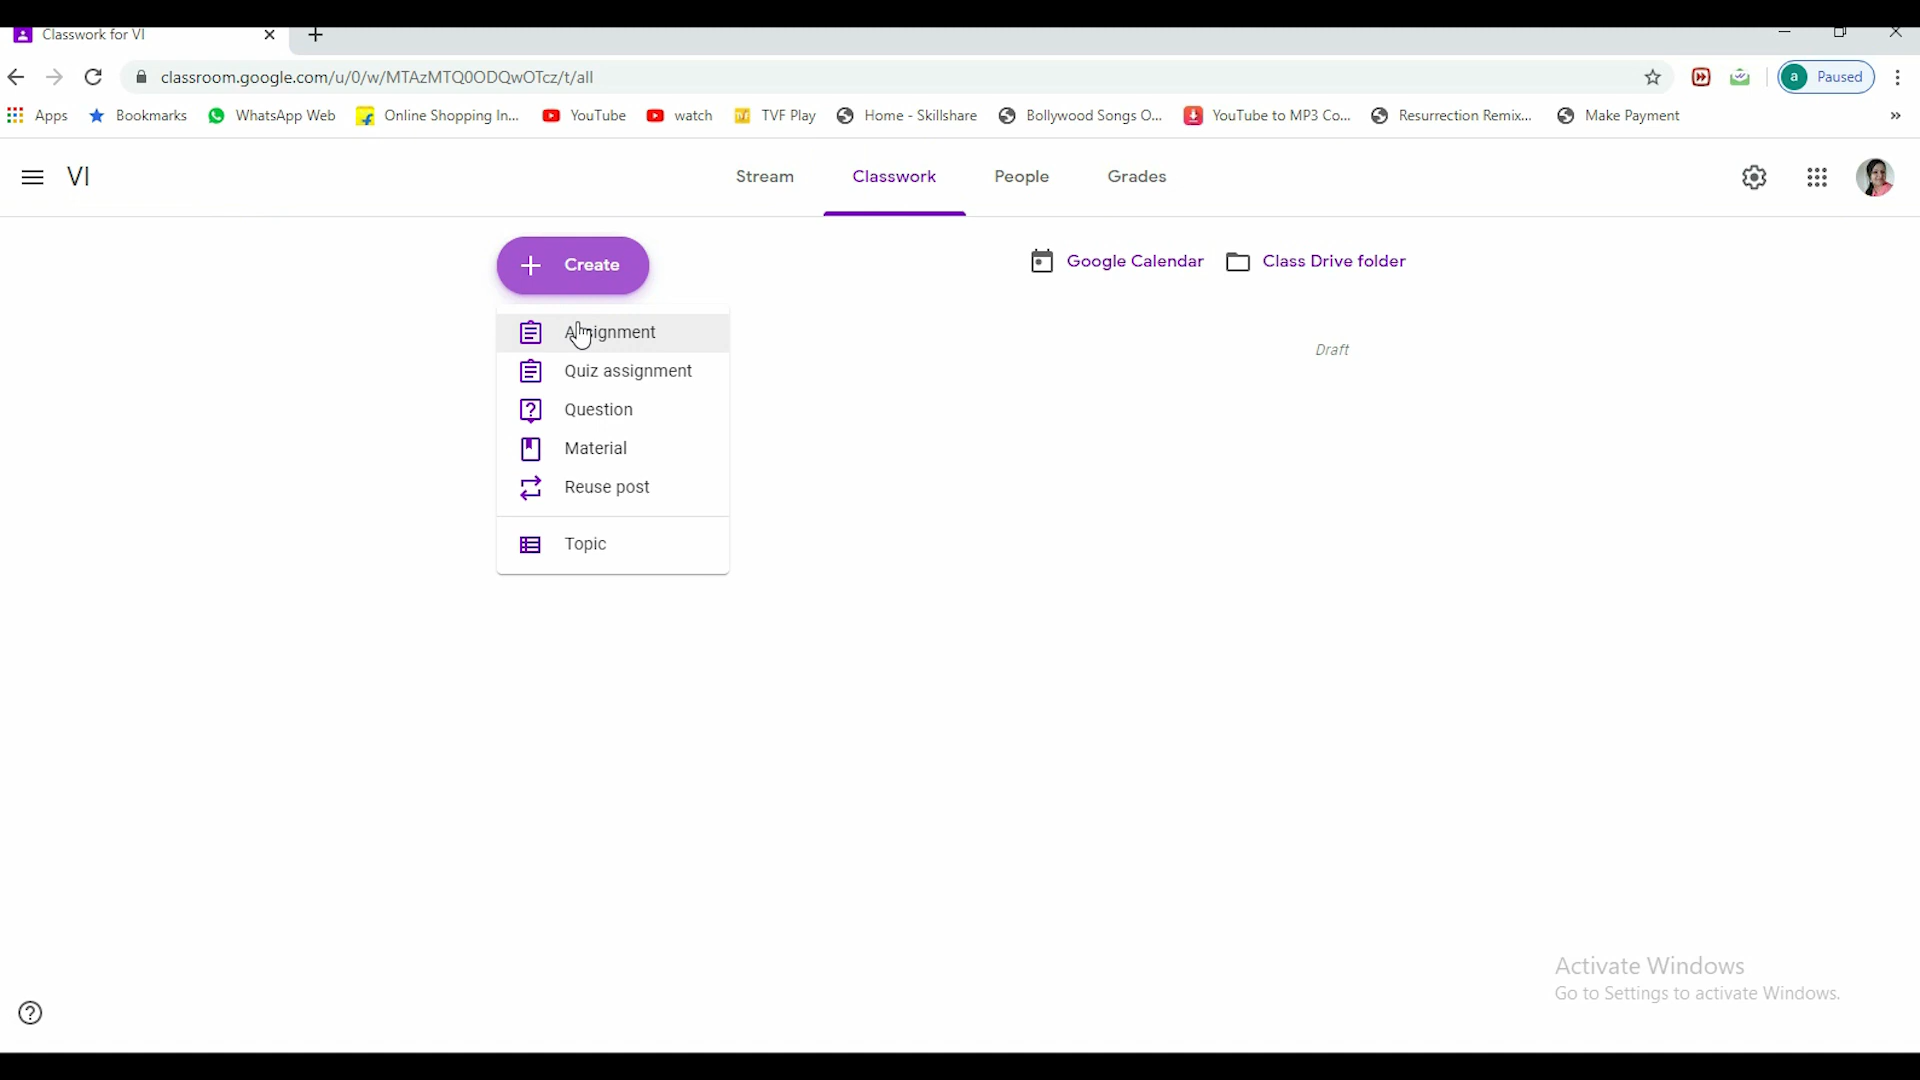 Classwork for VI
classroom.google.com/u/0/w/MTAzMTQ0ODQwOTcz/t/all
a Paused
Apps Bookmarks WhatsApp Web Online Shopping In... YouTube watch TVF Play Home - Skillshare Bollywood Songs O... YouTube to MP3 Co... Resurrection Remix... Make Payment »
VI Stream Classwork People Grades
Create Google Calendar Class Drive folder
Assignment
Draft
Quiz assignment
Question
Material
Reuse post
Topic
Activate Windows
Go to Settings to activate Windows.